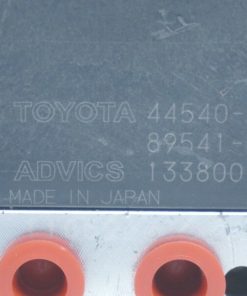 TOYOTA 44540-
89541-
ADVICS 133800
MADE IN JAPAN